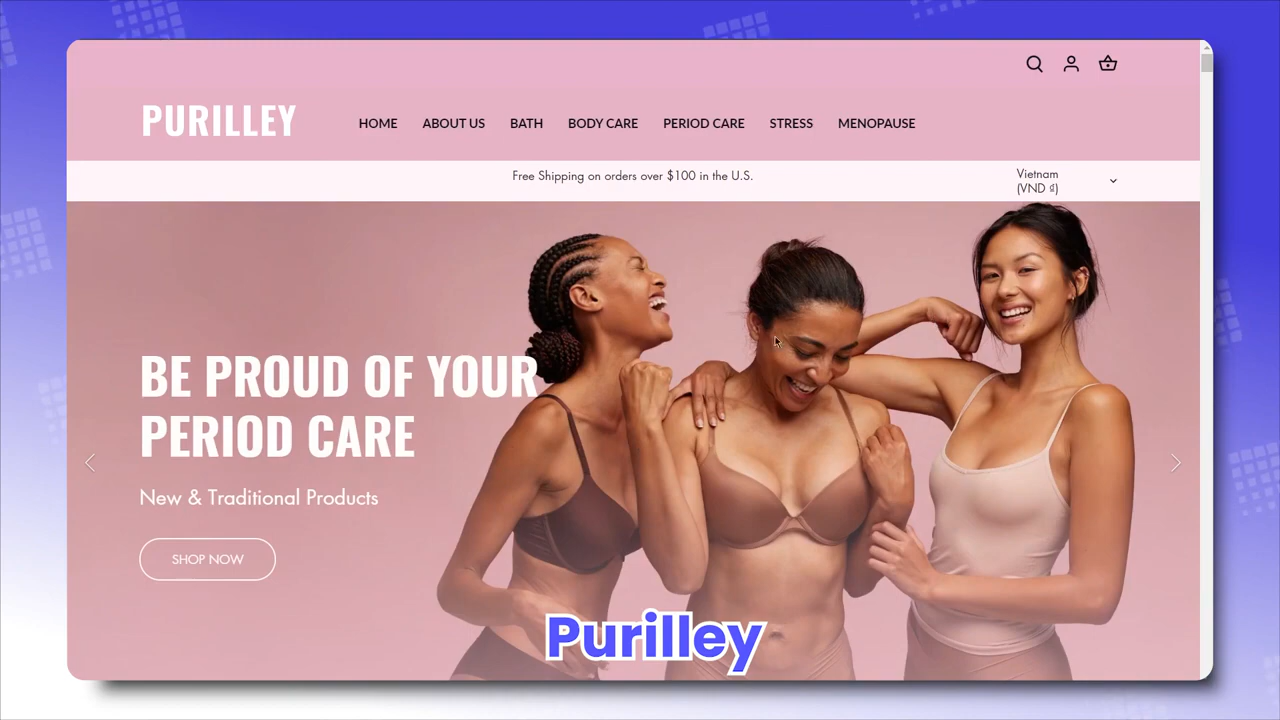 PURILLEY
HOME ABOUT US BATH BODY CARE PERIOD CARE STRESS MENOPAUSE
Free Shipping on orders over $100 in the U.S.
Vietnam
(VND ₫)
BE PROUD OF YOUR
PERIOD CARE
New & Traditional Products
SHOP NOW
Purilley